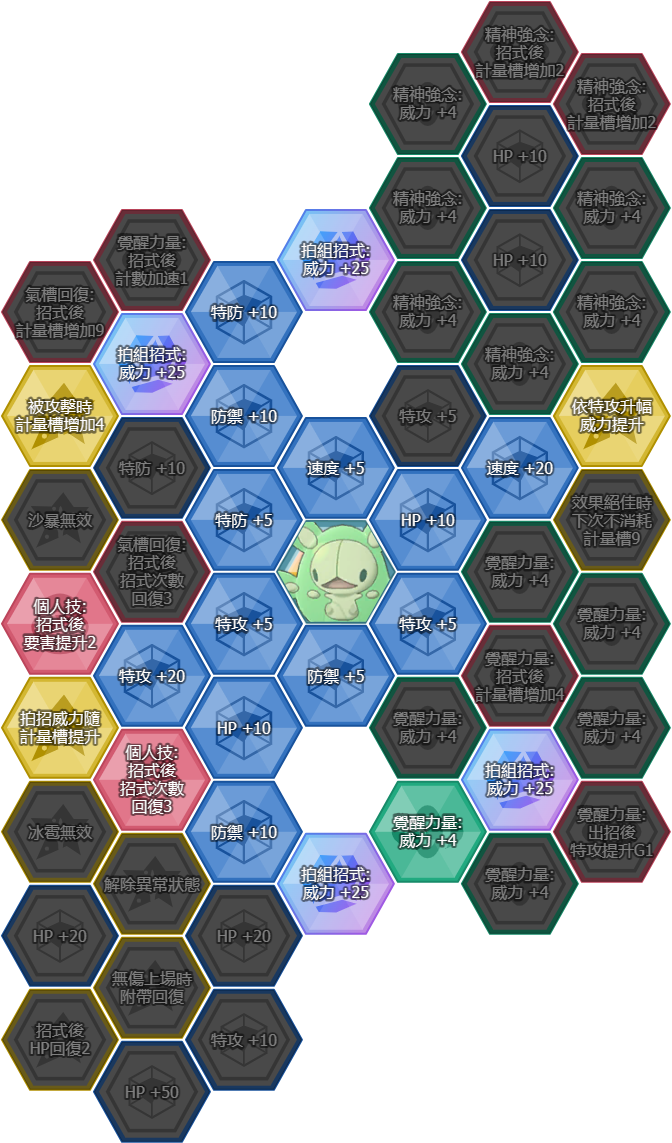 精神強念:
招式後
計量槽增加2
精神強念:
威力 +4
精神強念:
招式後
計量槽增加2
HP +10
精神強念:
威力 +4
精神強念:
威力 +4
覺醒力量:
招式後
計數加速1
拍組招式:
威力 +25
HP +10
氣槽回復:
招式後
計量槽增加9
特防 +10
精神強念:
威力 +4
精神強念:
威力 +4
拍組招式:
威力 +25
精神強念:
威力 +4
被攻擊時
計量槽增加4
防禦 +10
特攻 +5
依特攻升幅
威力提升
特防 +10
速度 +5
速度 +20
沙暴無效
特防 +5
HP +10
效果絕佳時
下次不消耗
計量槽9
氣槽回復:
招式後
招式次數
回復3
覺醒力量:
威力 +4
個人技:
招式後
要害提升2
特攻 +5
特攻 +5
覺醒力量:
威力 +4
特攻 +20
防禦 +5
覺醒力量:
招式後
計量槽增加4
拍招威力隨
計量槽提升
HP +10
覺醒力量:
威力 +4
覺醒力量:
威力 +4
個人技:
招式後
招式次數
回復3
拍組招式:
威力 +25
冰雹無效
防禦 +10
覺醒力量:
威力 +4
覺醒力量:
出招後
特攻提升G1
解除異常狀態
拍組招式:
威力 +25
覺醒力量:
威力 +4
HP +20
HP +20
無傷上場時
附帶回復
招式後
HP回復2
特攻 +10
HP +50